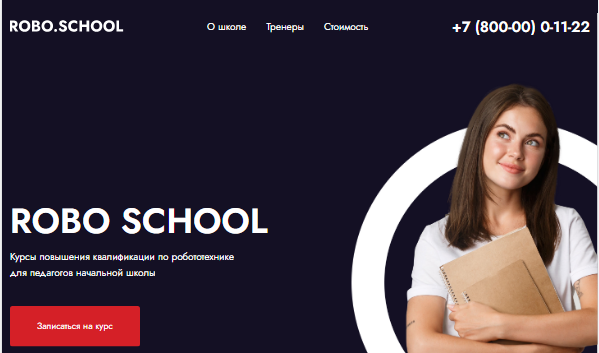 ROBO.SCHOOL
О школе
Тренеры
Стоимость
+7 (800-00) 0-11-22
ROBO SCHOOL
Курсы повышения квалификации по робототехнике
для педагогов начальной школы
Записаться на курс